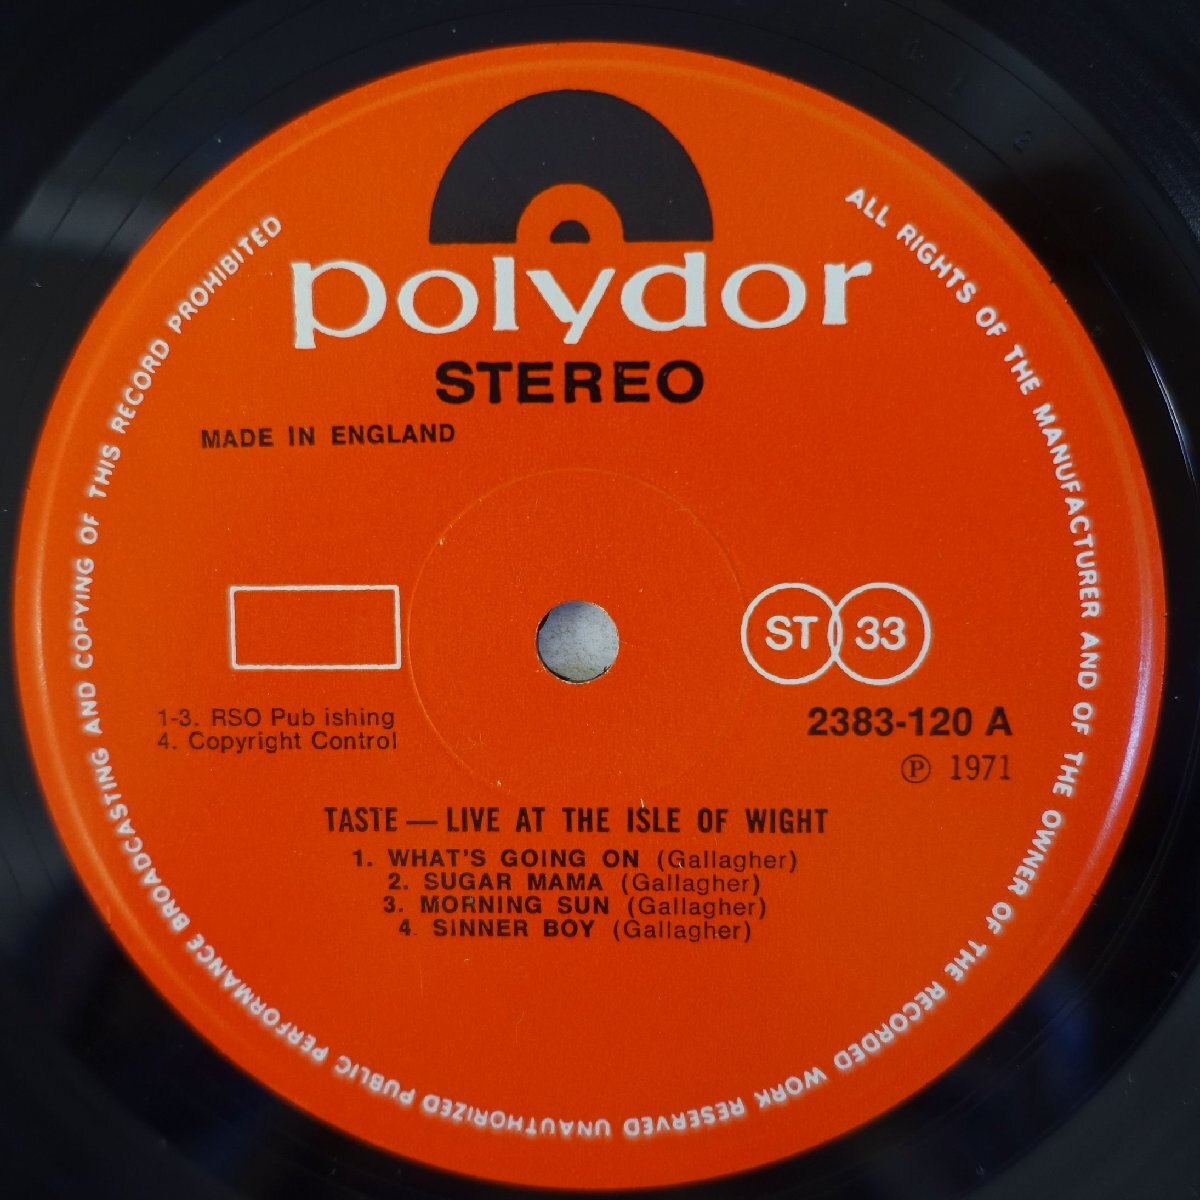 polydor
STEREO
MADE IN ENGLAND
ST 33
1-3. RSO Pub ishing
4. Copyright Control
2383-120 A
℗ 1971
TASTE — LIVE AT THE ISLE OF WIGHT
1. WHAT'S GOING ON (Gallagher)
2. SUGAR MAMA (Gallagher)
3. MORNING SUN (Gallagher)
4. SINNER BOY (Gallagher)
ALL RIGHTS OF THE MANUFACTURER AND OF THE OWNER OF THE RECORDED WORK RESERVED UNAUTHORIZED PUBLIC PERFORMANCE BROADCASTING AND COPYING OF THIS RECORD PROHIBITED